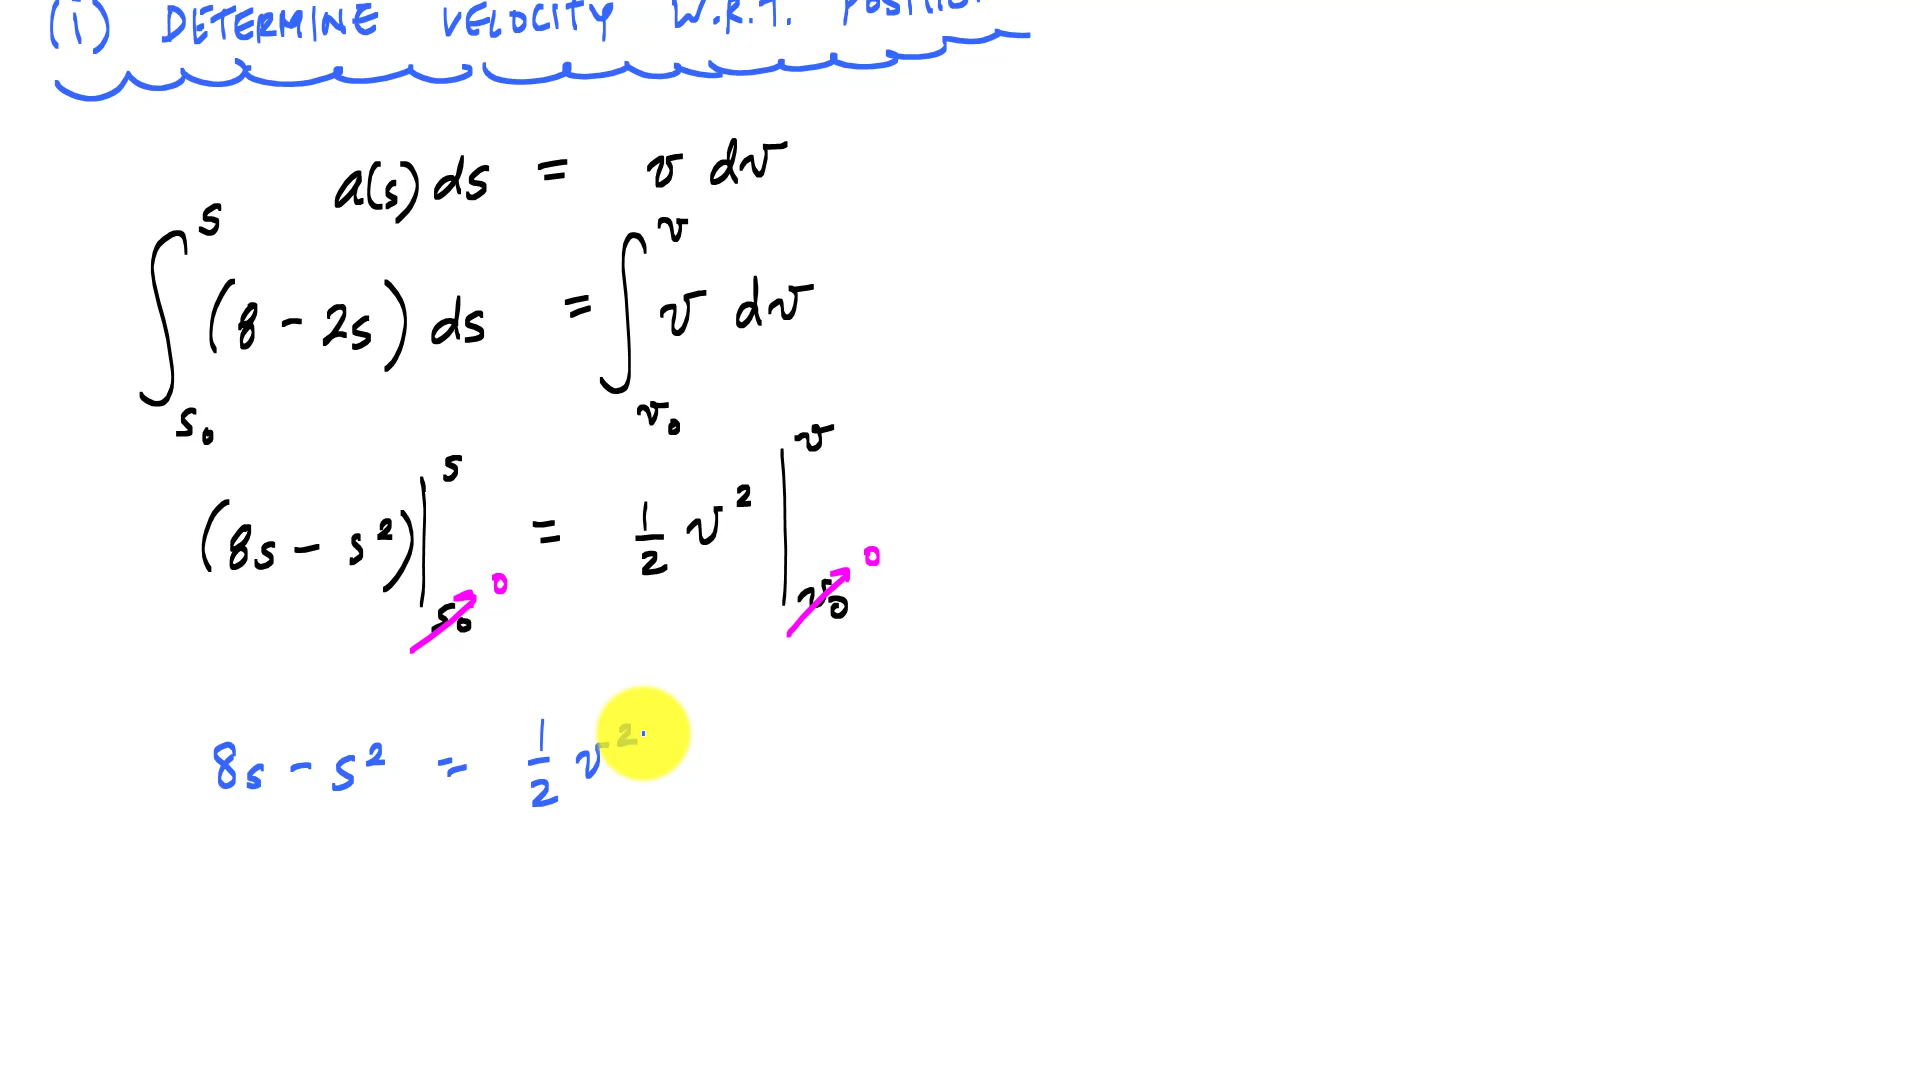 (i) DETERMINE VELOCITY W.R.T. POSITION
a(s) ds = v dv
∫_{s₀}^{s} (8 - 2s) ds = ∫_{v₀}^{v} v dv
(8s - s²) |_{s₀→0}^{s} = 1/2 v² |_{v₀→0}^{v}
8s - s² = 1/2 v²